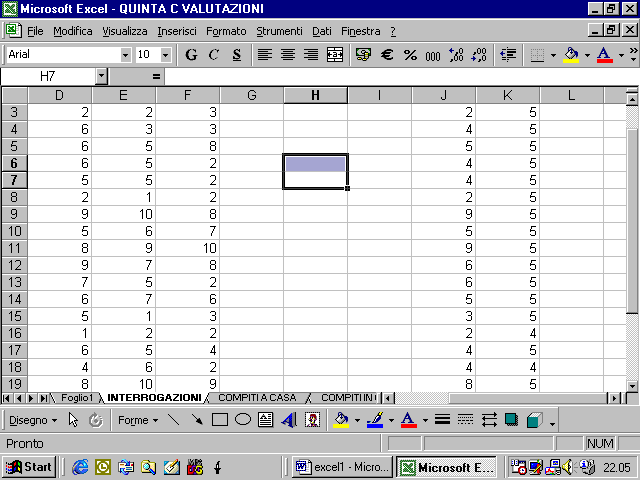 Microsoft Excel - QUINTA C VALUTAZIONI
File Modifica Visualizza Inserisci Formato Strumenti Dati Finestra ?
Arial 10 G C S € % 000
H7 =
D E F G H I J K L
3 2 2 3 2 5
4 6 3 3 4 5
5 6 5 8 5 5
6 6 5 2 4 5
7 5 5 2 4 5
8 2 1 2 2 5
9 9 10 8 9 5
10 5 6 7 5 5
11 8 9 10 9 5
12 9 7 8 6 5
13 7 5 2 6 5
14 6 7 6 5 5
15 5 1 3 3 5
16 1 2 2 2 4
17 6 5 4 4 5
18 4 6 2 4 4
19 8 10 9 8 5
Foglio1 INTERROGAZIONI COMPITI A CASA COMPITI IN
Disegno Forme
Pronto NUM
Start excel1 - Micro... Microsoft E... 22.05